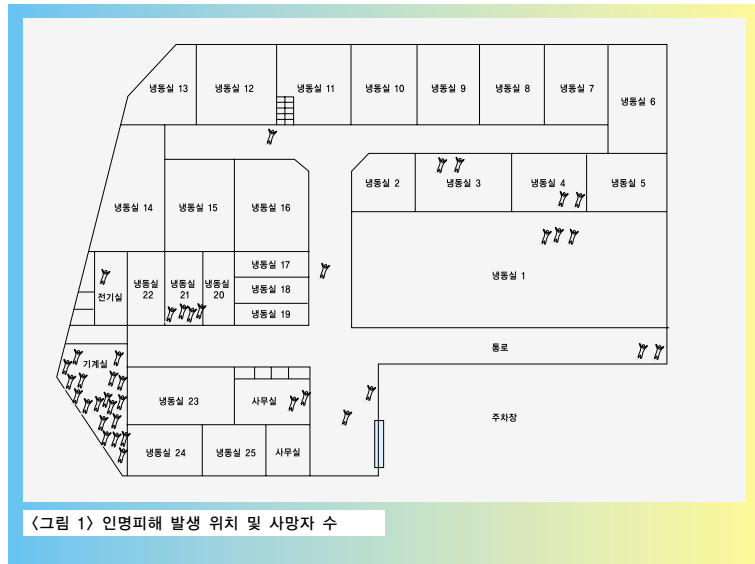 냉동실 13
냉동실 12
냉동실 11
냉동실 10
냉동실 9
냉동실 8
냉동실 7
냉동실 6
냉동실 2
냉동실 3
냉동실 4
냉동실 5
냉동실 14
냉동실 15
냉동실 16
냉동실 17
냉동실 1
전기실
냉동실
22
냉동실
21
냉동실
20
냉동실 18
냉동실 19
통로
기계실
냉동실 23
사무실
주차장
냉동실 24
냉동실 25
사무실
〈그림 1〉 인명피해 발생 위치 및 사망자 수